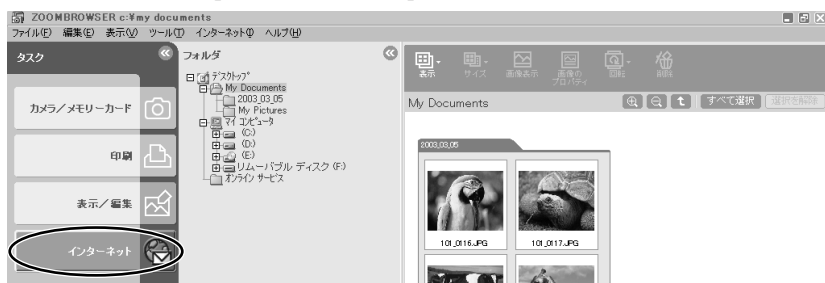 ZOOMBROWSER c:¥my documents
ファイル(F) 編集(E) 表示(V) ツール(T) インターネット(I) ヘルプ(H)
タスク
カメラ/メモリーカード
印刷
表示/編集
インターネット
フォルダ
デスクトップ
My Documents
2003_03_05
My Pictures
マイ コンピュータ
(C:)
(D:)
(E:)
リムーバブル ディスク (F:)
オンライン サービス
表示
サイズ
画像表示
画像の
プロパティ
回転
削除
My Documents
すべて選択
選択を解除
2003_03_05
101_0116.JPG
101_0117.JPG